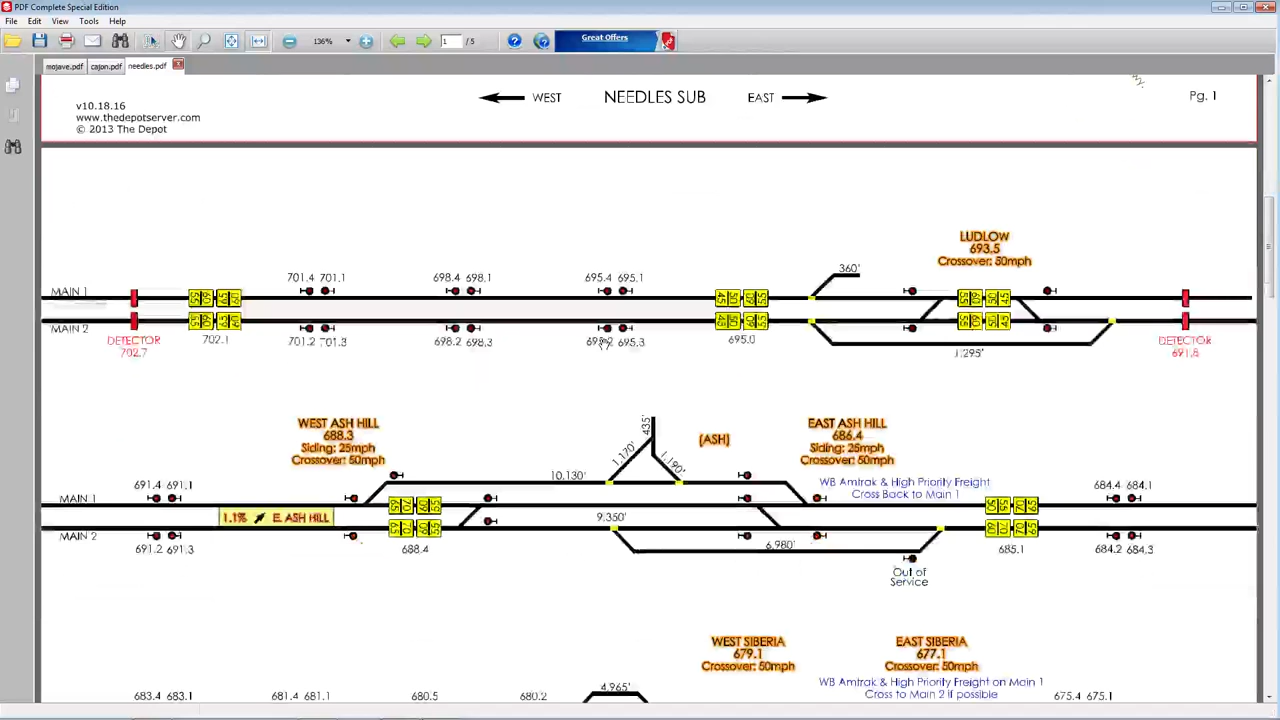 PDF Complete Special Edition
File Edit View Tools Help
136% 1 / 5 Great Offers
mojave.pdf cajon.pdf needles.pdf
v10.18.16
www.thedepotserver.com
© 2013 The Depot
WEST NEEDLES SUB EAST
Pg. 1
LUDLOW
693.5
Crossover: 50mph
701.4 701.1 698.4 698.1 695.4 695.1 360'
MAIN 1
MAIN 2
DETECTOR
702.7
702.1 701.2 701.3 698.2 698.3 695.2 695.3 695.0 1,295'
DETECTOR
691.8
WEST ASH HILL
688.3
Siding: 25mph
Crossover: 50mph
435'
(ASH)
EAST ASH HILL
686.4
Siding: 25mph
Crossover: 50mph
1,170' 1,190'
10,130'
WB Amtrak & High Priority Freight
Cross Back to Main 1
691.4 691.1 684.4 684.1
MAIN 1
1.1% E. ASH HILL
9,350'
MAIN 2
691.2 691.3 688.4 6,980' 685.1 684.2 684.3
Out of
Service
WEST SIBERIA
679.1
Crossover: 50mph
EAST SIBERIA
677.1
Crossover: 50mph
WB Amtrak & High Priority Freight on Main 1
Cross to Main 2 if possible
683.4 683.1 681.4 681.1 680.5 680.2 4,965' 675.4 675.1